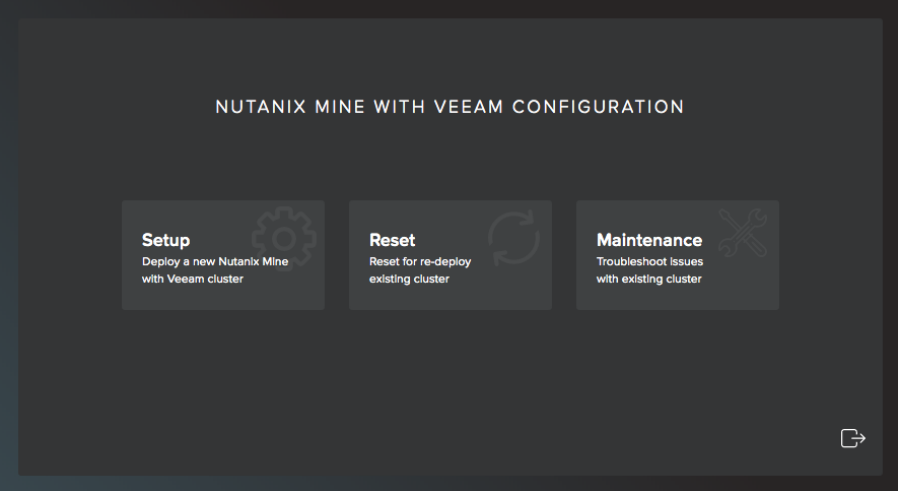 NUTANIX MINE WITH VEEAM CONFIGURATION
Setup
Deploy a new Nutanix Mine
with Veeam cluster
Reset
Reset for re-deploy
existing cluster
Maintenance
Troubleshoot issues
with existing cluster